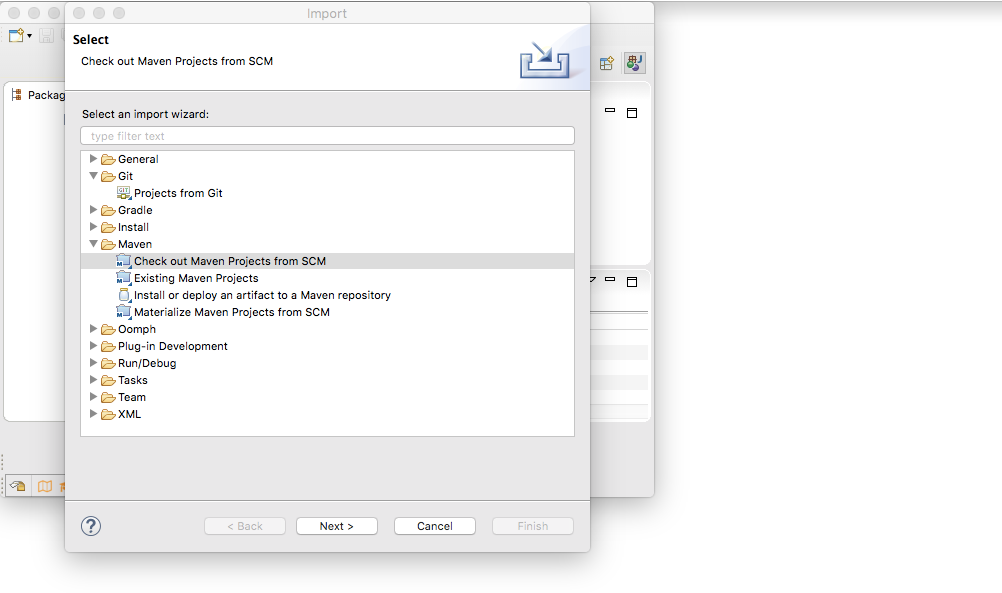 Import
Select
Check out Maven Projects from SCM
Packag
Select an import wizard:
type filter text
General
Git
Projects from Git
Gradle
Install
Maven
Check out Maven Projects from SCM
Existing Maven Projects
Install or deploy an artifact to a Maven repository
Materialize Maven Projects from SCM
Oomph
Plug-in Development
Run/Debug
Tasks
Team
XML
? < Back Next > Cancel Finish